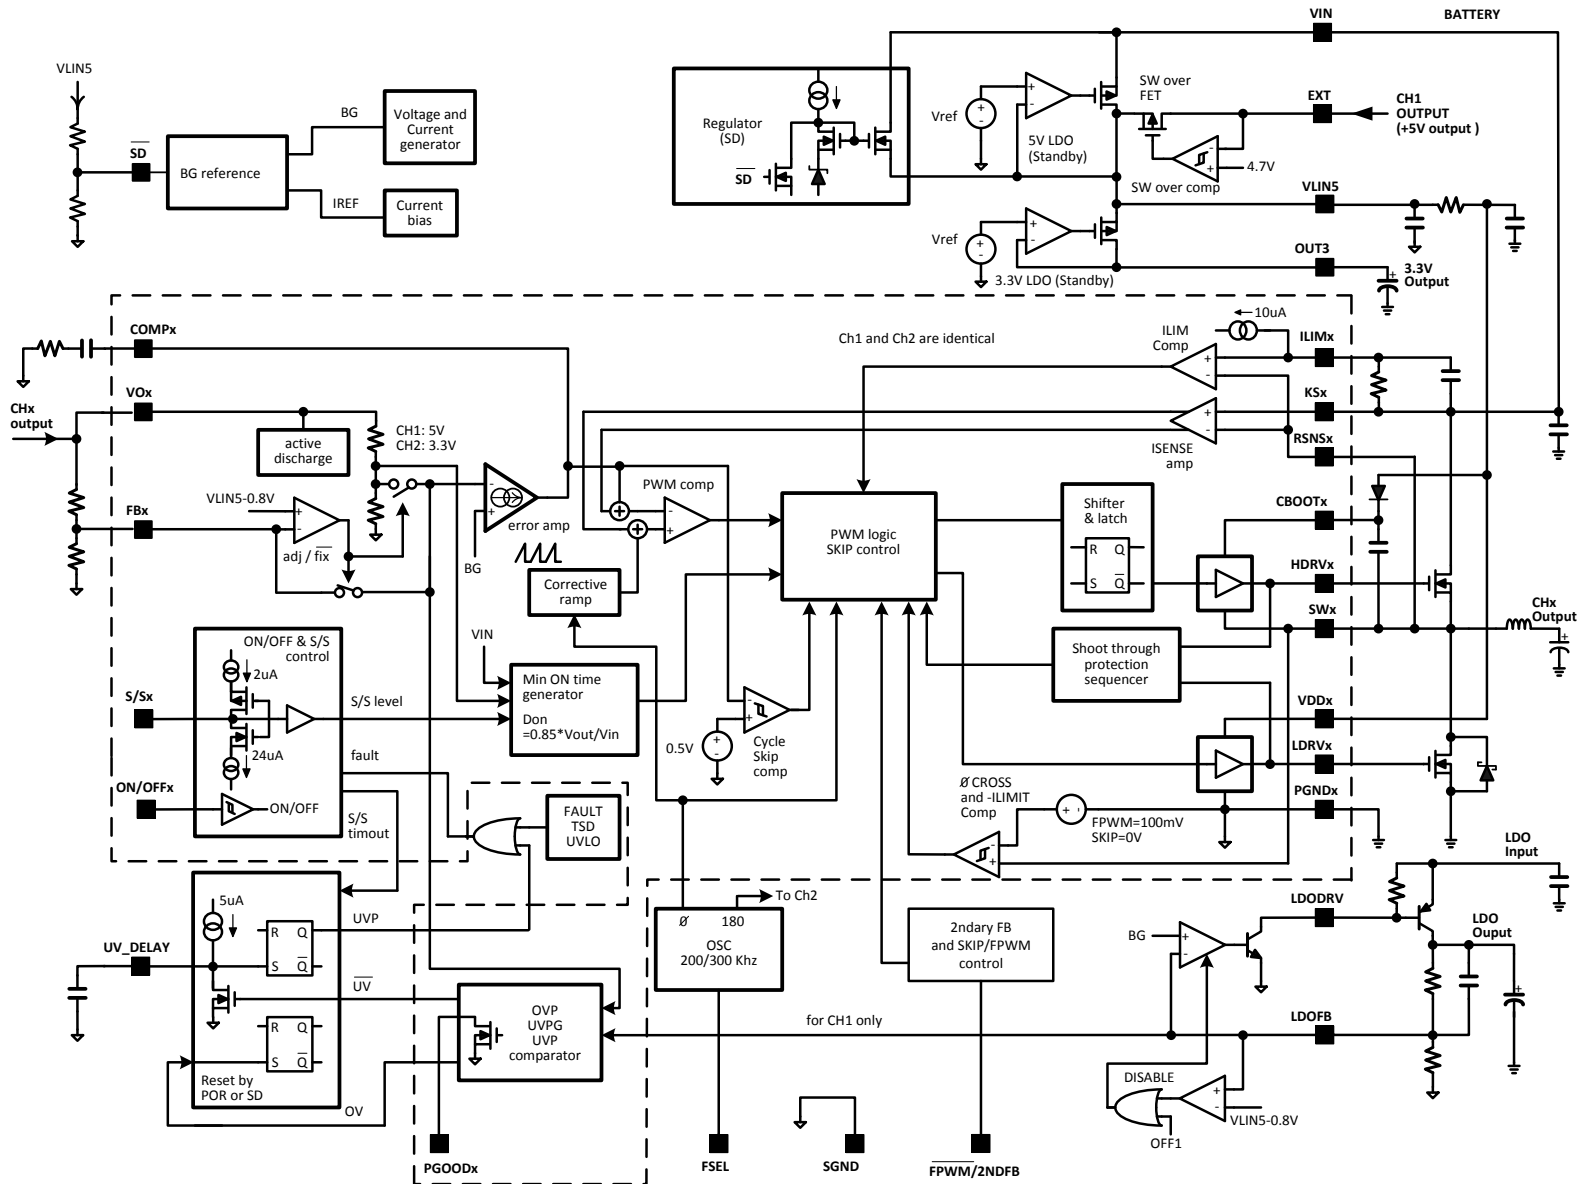 VIN
BATTERY
VLIN5
SD
BG reference
BG
Voltage and
Current
generator
IREF
Current
bias
Regulator
(SD)
SD
Vref
+
-
+
-
5V LDO
(Standby)
SW over
FET
EXT
CH1
OUTPUT
(+5V output )
-
+
4.7V
SW over comp
VLIN5
Vref
+
-
+
-
3.3V LDO (Standby)
OUT3
3.3V
Output
+
COMPx
VOx
CHx
output
active
discharge
CH1: 5V
CH2: 3.3V
VLIN5-0.8V
+
-
adj / fix
FBx
-
+
error amp
BG
PWM comp
-
+
Corrective
ramp
Ch1 and Ch2 are identical
ILIM
Comp
10uA
+
-
ILIMx
KSx
+
-
ISENSE
amp
RSNSx
PWM logic
SKIP control
Shifter
& latch
R Q
S Q
CBOOTx
HDRVx
SWx
CHx
Output
+
Shoot through
protection
sequencer
VDDx
LDRVx
PGNDx
ON/OFF & S/S
control
2uA
24uA
S/Sx
S/S level
ON/OFFx
ON/OFF
fault
S/S
timout
VIN
Min ON time
generator
Don
=0.85*Vout/Vin
0.5V
+
-
-
+
Cycle
Skip
comp
Ø CROSS
and -ILIMIT
Comp
+ -
FPWM=100mV
SKIP=0V
-
+
FAULT
TSD
UVLO
5uA
R Q
S Q
UVP
UV_DELAY
UV
R Q
S Q
Reset by
POR or SD
OV
OVP
UVPG
UVP
comparator
To Ch2
Ø 180
OSC
200/300 Khz
2ndary FB
and SKIP/FPWM
control
for CH1 only
BG
+
-
LDODRV
LDO
Input
LDO
Ouput
+
LDOFB
DISABLE
+
-
VLIN5-0.8V
OFF1
PGOODx
FSEL
SGND
FPWM/2NDFB